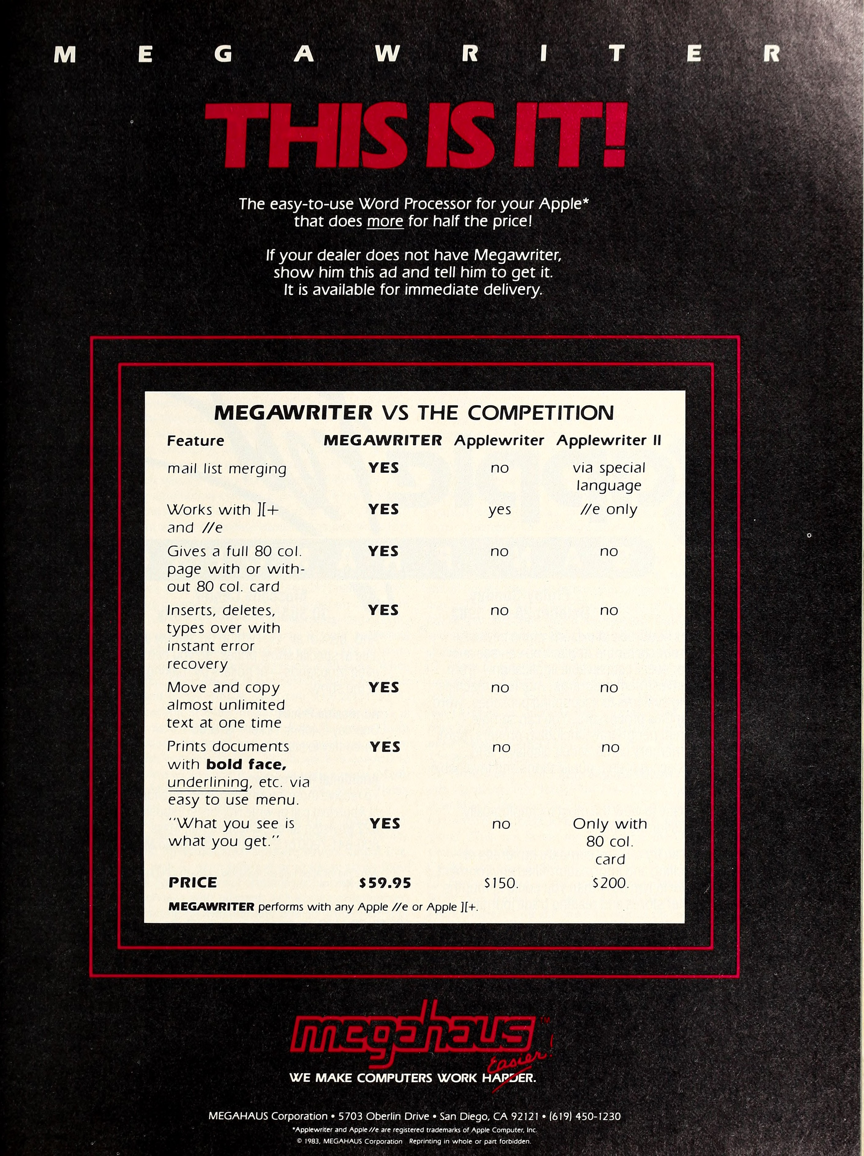 MEGAWRITER
THIS IS IT!
The easy-to-use Word Processor for your Apple*
that does more for half the price!
If your dealer does not have Megawriter,
show him this ad and tell him to get it.
It is available for immediate delivery.
MEGAWRITER VS THE COMPETITION
Feature MEGAWRITER Applewriter Applewriter II
mail list merging YES no via special
language
Works with ][+ YES yes //e only
and //e
Gives a full 80 col. YES no no
page with or with-
out 80 col. card
Inserts, deletes, YES no no
types over with
instant error
recovery
Move and copy YES no no
almost unlimited
text at one time
Prints documents YES no no
with bold face,
underlining, etc. via
easy to use menu.
"What you see is YES no Only with
what you get." 80 col.
card
PRICE $59.95 $150. $200.
MEGAWRITER performs with any Apple //e or Apple ][+.
megahaus
Easier!
WE MAKE COMPUTERS WORK HARDER.
MEGAHAUS Corporation • 5703 Oberlin Drive • San Diego, CA 92121 • (619) 450-1230
*Applewriter and Apple //e are registered trademarks of Apple Computer, Inc.
© 1983, MEGAHAUS Corporation Reprinting in whole or part forbidden.